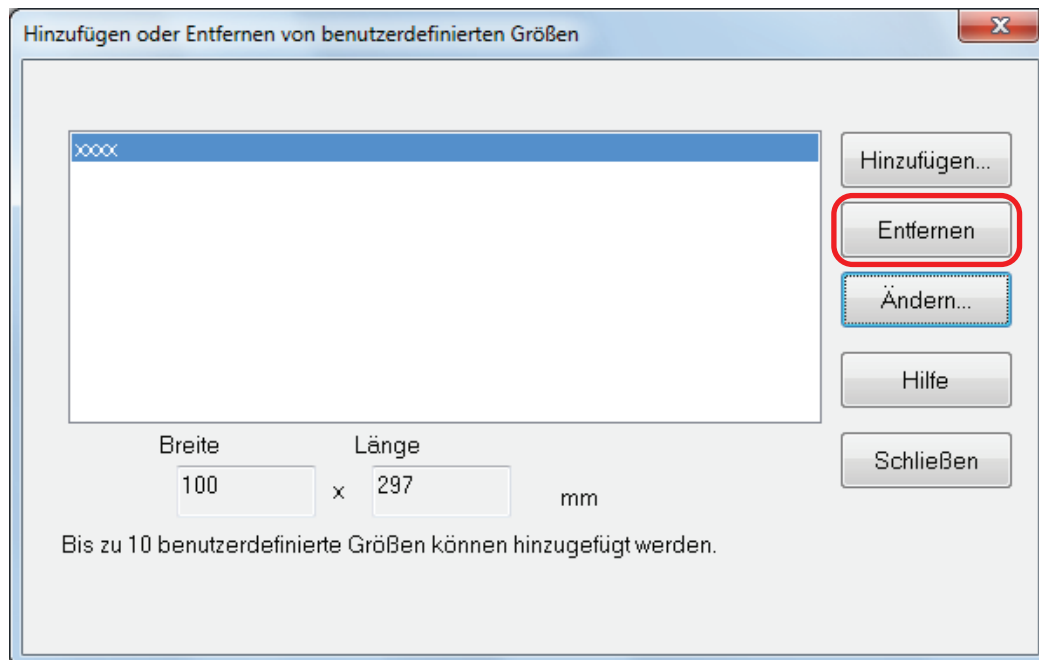 Hinzufügen oder Entfernen von benutzerdefinierten Größen
x
xxxx
Hinzufügen...
Entfernen
Ändern...
Hilfe
Schließen
Breite Länge
100 x 297 mm
Bis zu 10 benutzerdefinierte Größen können hinzugefügt werden.